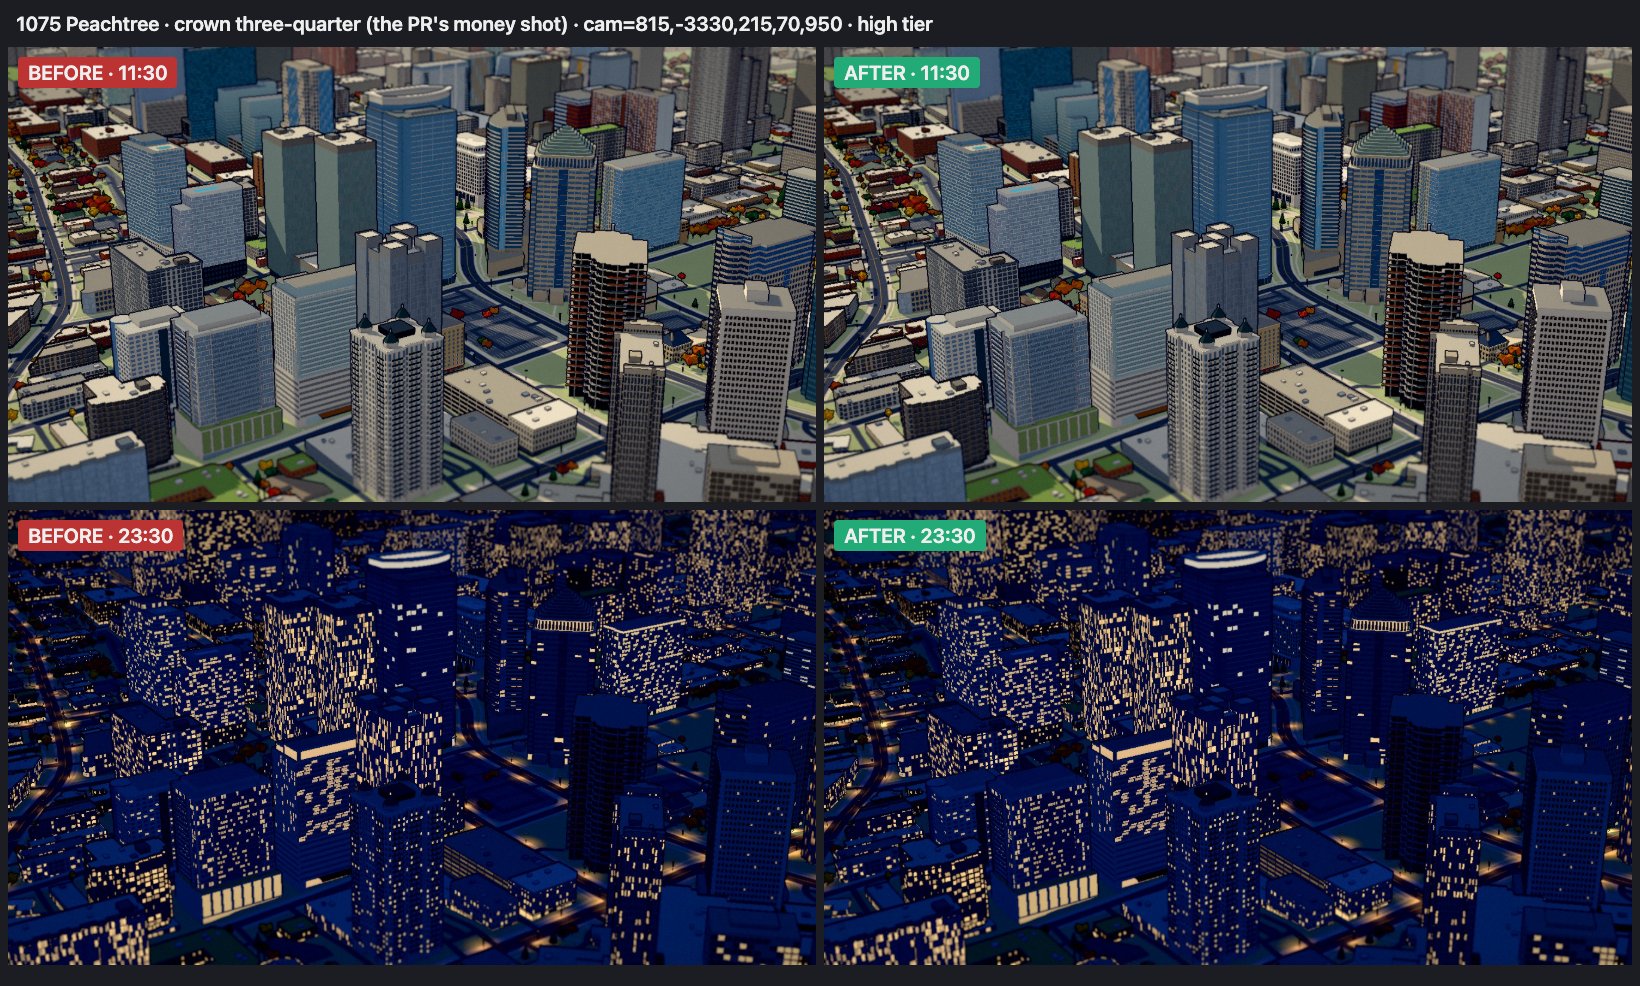 1075 Peachtree · crown three-quarter (the PR's money shot) · cam=815,-3330,215,70,950 · high tier
BEFORE · 11:30
AFTER · 11:30
BEFORE · 23:30
AFTER · 23:30